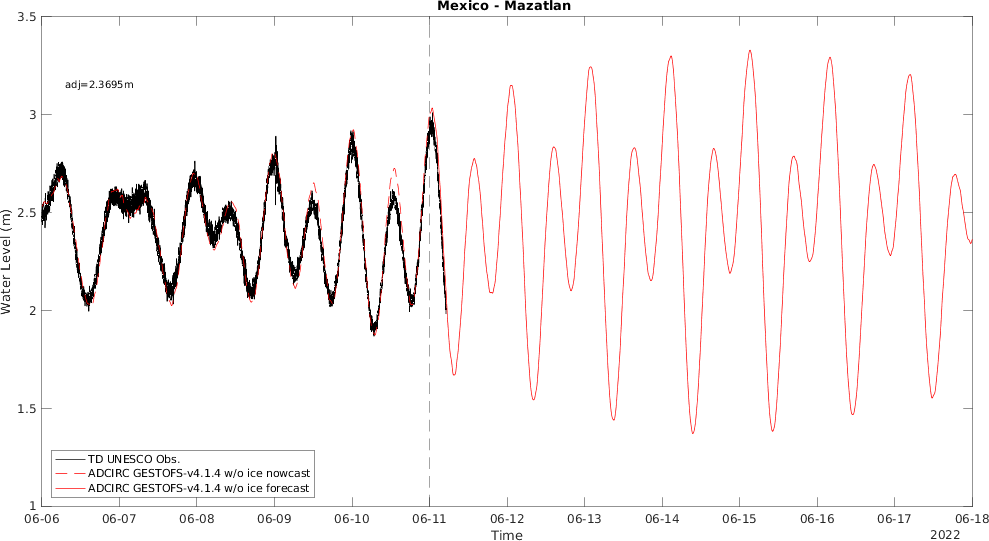 Mexico - Mazatlan
3.5
adj=2.3695m
3
2.5
Water Level (m)
2
1.5
TD UNESCO Obs.
ADCIRC GESTOFS-v4.1.4 w/o ice nowcast
ADCIRC GESTOFS-v4.1.4 w/o ice forecast
1
06-06 06-07 06-08 06-09 06-10 06-11 06-12 06-13 06-14 06-15 06-16 06-17 06-18
Time
2022